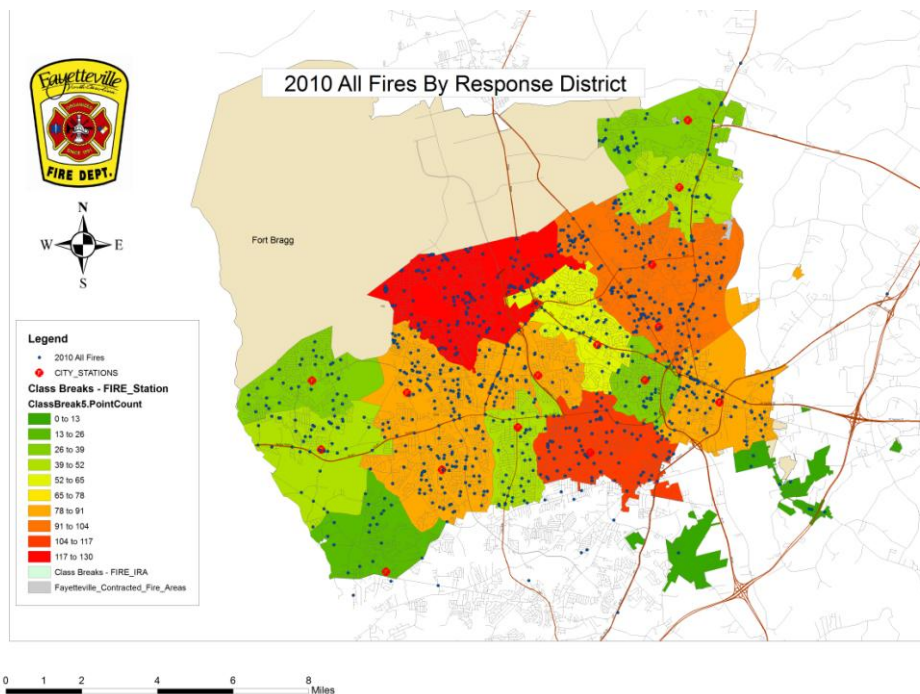 Fayetteville
North Carolina
FIRE DEPT.
2010 All Fires By Response District
N
W
E
S
Fort Bragg
Legend
2010 All Fires
CITY_STATIONS
Class Breaks - FIRE_Station
ClassBreak5.PointCount
0 to 13
13 to 26
26 to 39
39 to 52
52 to 65
65 to 78
78 to 91
91 to 104
104 to 117
117 to 130
Class Breaks - FIRE_IRA
Fayetteville_Contracted_Fire_Areas
0 1 2 4 6 8
Miles